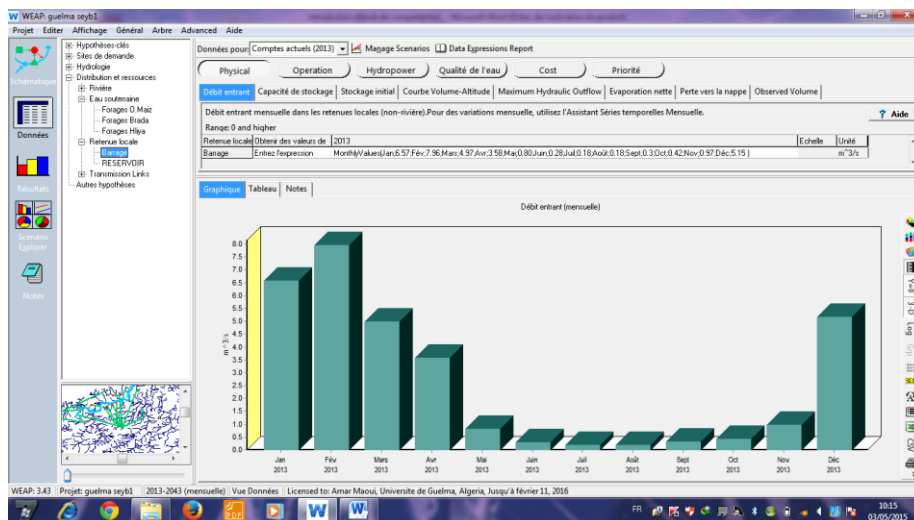 WEAP: guelma seyb1
Projet Editer Affichage Général Arbre Advanced Aide
Schématique
Données
Résultats
Scenario Explorer
Notes
Hypothèses-clés
Sites de demande
Hydrologie
Distibution et ressources
Rivière
Eau souterraine
Forages O.Maiz
Forages Brada
Forages Hliya
Retenue locale
Barrage
RESERVOIR
Transmission Links
Autres hypothèses
Données pour: Comptes actuels (2013) Manage Scenarios Data Expressions Report
Physical Operation Hydropower Qualité de l'eau Cost Priorité
Débit entrant Capacité de stockage Stockage initial Courbe Volume-Altitude Maximum Hydraulic Outflow Evaporation nette Perte vers la nappe Observed Volume
Débit entrant mensuelle dans les retenues locales (non-rivière).Pour des variations mensuelle, utilisez l'Assistant Séries temporelles Mensuelle.
? Aide
Range: 0 and higher
Retenue locale Obtenir des valeurs de 2013 Echelle Unité
Barrage Entrez l'expression MonthlyValues(Jan;6.57;Fév;7.96;Mars;4.97;Avr;3.58;Mai;0.80;Juin;0.28;Juil;0.18;Août;0.18;Sept;0.3;Oct;0.42;Nov;0.97;Déc;5.15 ) m^3/s
Graphique Tableau Notes
Débit entrant (mensuelle)
8.0
7.5
7.0
6.5
6.0
5.5
5.0
4.5
4.0
3.5
3.0
2.5
2.0
1.5
1.0
0.5
0.0
m^3/s
Jan Fév Mars Avr Mai Juin Juil Août Sept Oct Nov Déc
2013 2013 2013 2013 2013 2013 2013 2013 2013 2013 2013 2013
Y=0
3-D
Log
WEAP: 3.43 Projet: guelma seyb1 2013-2043 (mensuelle) Vue Données Licensed to: Amar Maoui, Universite de Guelma, Algeria, Jusqu'à février 11, 2016
FR
10:15
03/05/2015